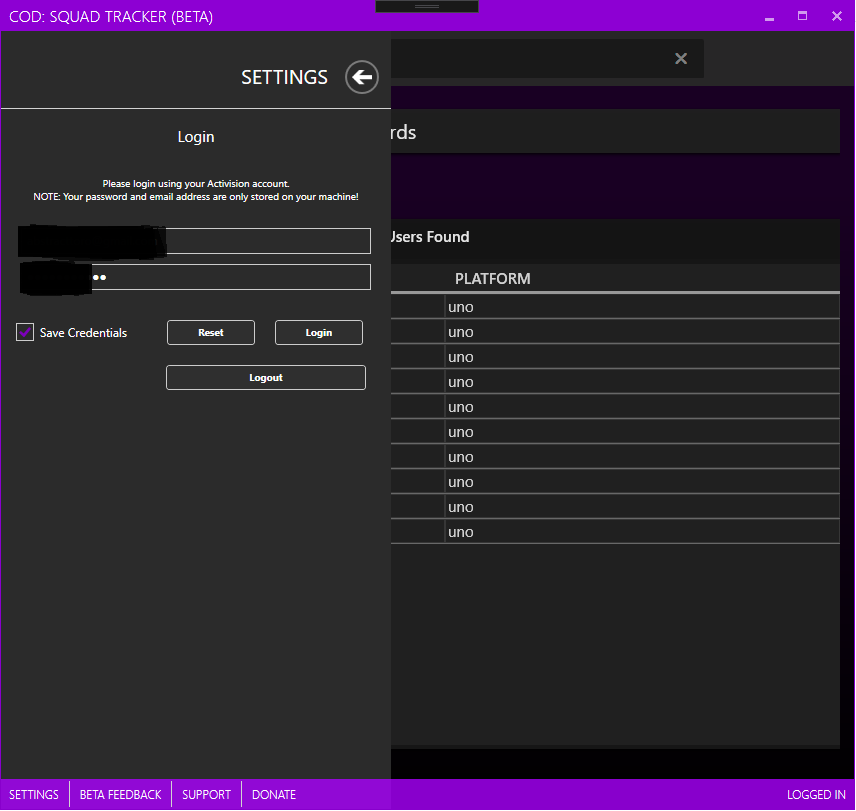 COD: SQUAD TRACKER (BETA)
SETTINGS
Login
Please login using your Activision account.
NOTE: Your password and email address are only stored on your machine!
Save Credentials
Reset
Login
Logout
rds
Users Found
PLATFORM
uno
uno
uno
uno
uno
uno
uno
uno
uno
uno
SETTINGS
BETA FEEDBACK
SUPPORT
DONATE
LOGGED IN